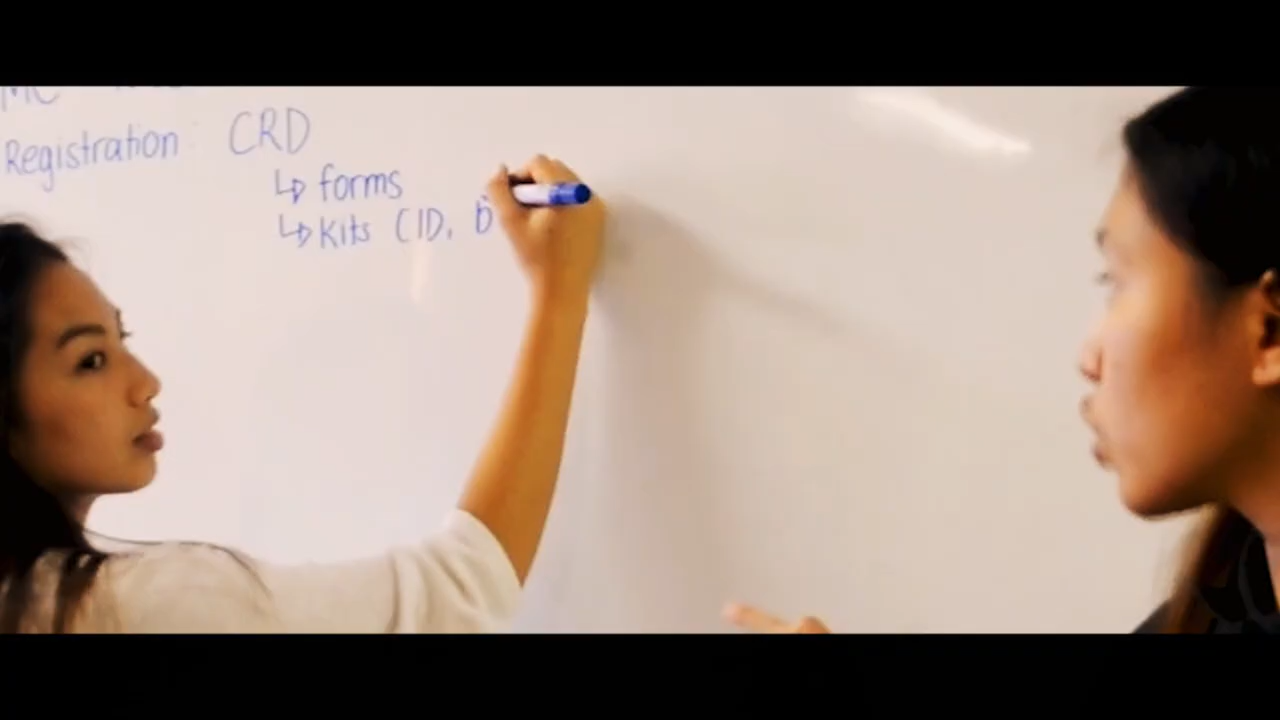 Registration CRD
↳ forms
↳ kits (ID,